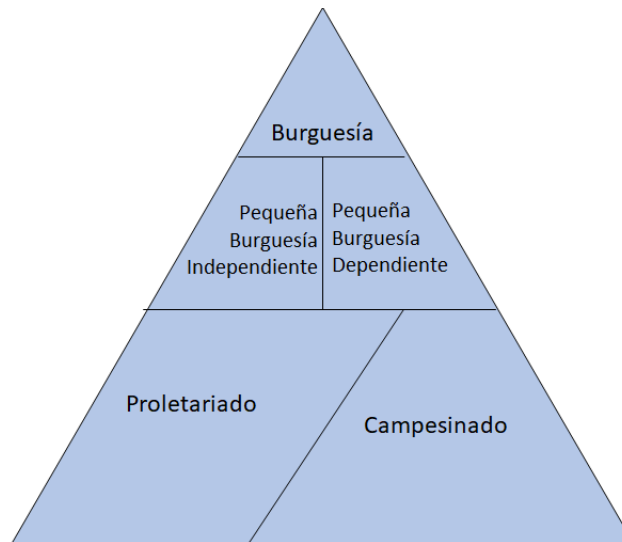 Burguesía
Pequeña
Burguesía
Independiente
Pequeña
Burguesía
Dependiente
Proletariado
Campesinado